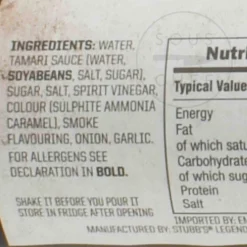 INGREDIENTS: WATER,
TAMARI SAUCE [WATER,
SOYABEANS, SALT, SUGAR],
SUGAR, SALT, SPIRIT VINEGAR,
COLOUR (SULPHITE AMMONIA
CARAMEL), SMOKE
FLAVOURING, ONION, GARLIC.
FOR ALLERGENS SEE
DECLARATION IN BOLD.
SHAKE IT BEFORE YOU POUR IT
STORE IN FRIDGE AFTER OPENING
SOUS
Nutri
Typical Value
Energy
Fat
of which satu
Carbohydrate
of which sug
Protein
Salt
IMPORTED BY: EN
MANUFACTURED BY: STUBB'S® LEGEND